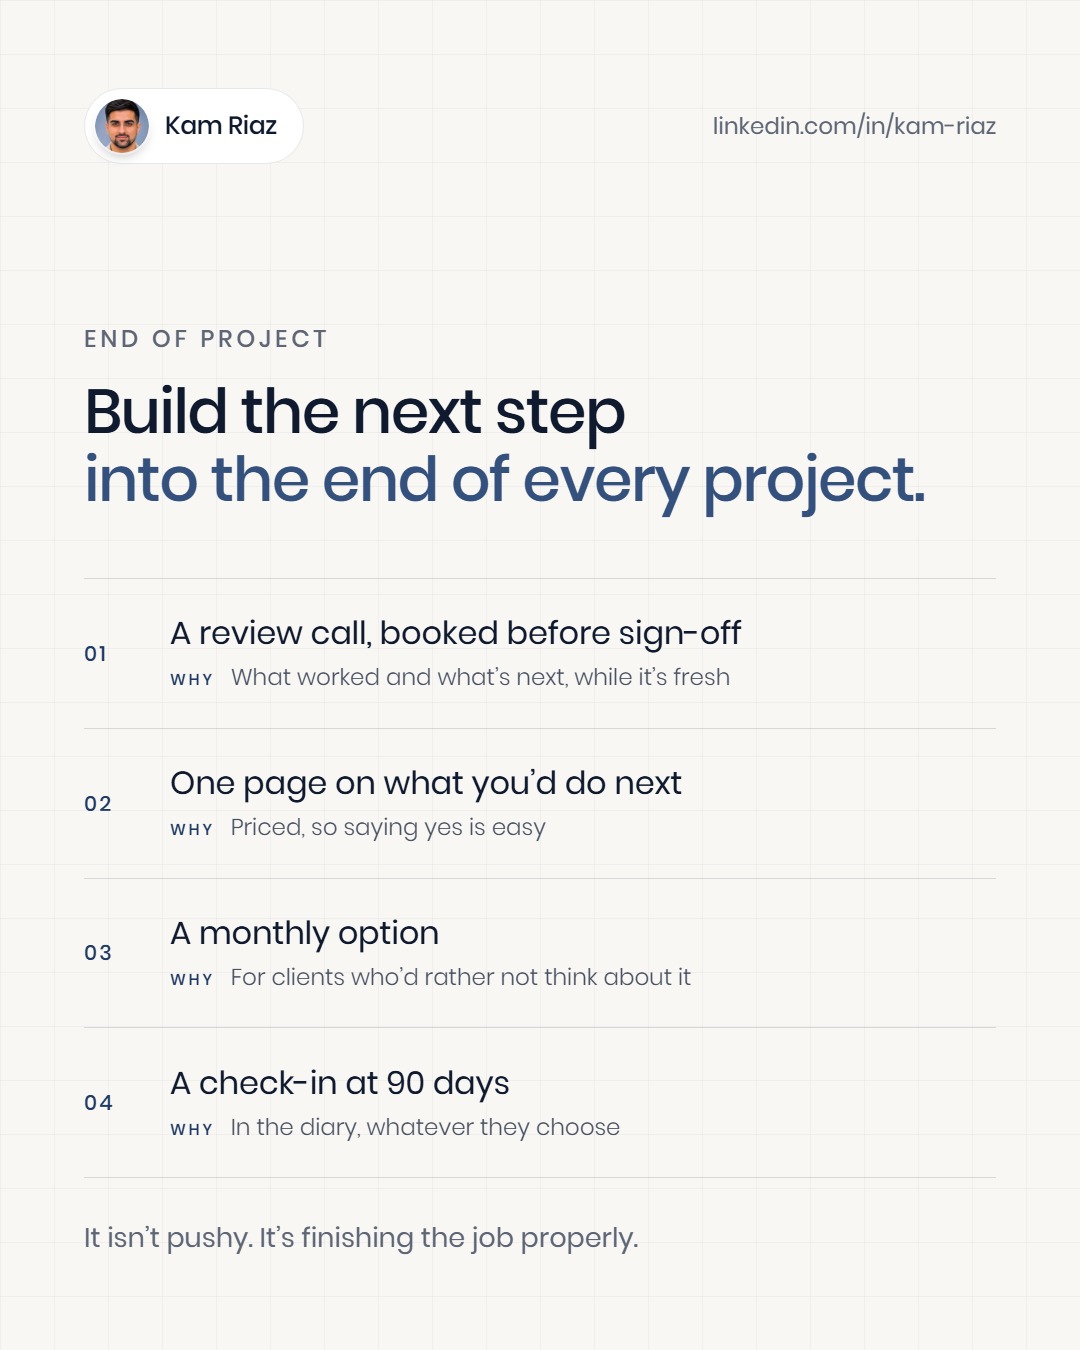 Kam Riaz
linkedin.com/in/kam-riaz
END OF PROJECT
Build the next step
into the end of every project.
01
A review call, booked before sign-off
WHY What worked and what’s next, while it’s fresh
02
One page on what you’d do next
WHY Priced, so saying yes is easy
03
A monthly option
WHY For clients who’d rather not think about it
04
A check-in at 90 days
WHY In the diary, whatever they choose
It isn’t pushy. It’s finishing the job properly.